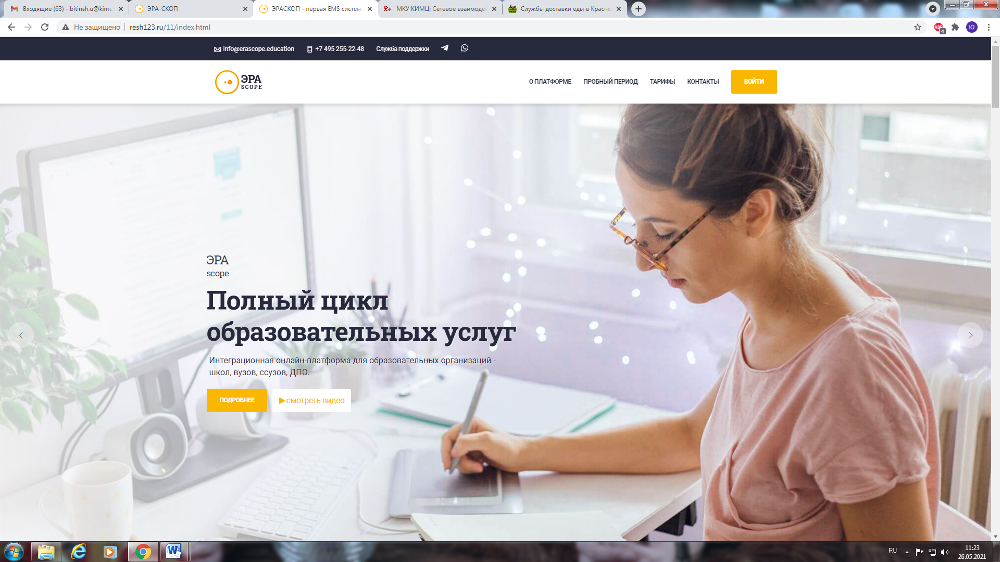 Входящие (63) - bitinsh.u@kimc.
ЭРА-СКОП
ЭРАСКОП - первая EMS система
МКУ КИМЦ: Сетевое взаимодей
Службы доставки еды в Красно
Не защищено
resh123.ru/11/index.html
ABP
4
Ю
info@erascope.education
+7 495 255-22-48
Служба поддержки
ЭРА
SCOPE
О ПЛАТФОРМЕ
ПРОБНЫЙ ПЕРИОД
ТАРИФЫ
КОНТАКТЫ
ВОЙТИ
ЭРА
scope
Полный цикл
образовательных услуг
Интеграционная онлайн-платформа для образовательных организаций -
школ, вузов, ссузов, ДПО.
ПОДРОБНЕЕ
смотреть видео
RU
11:23
26.05.2021